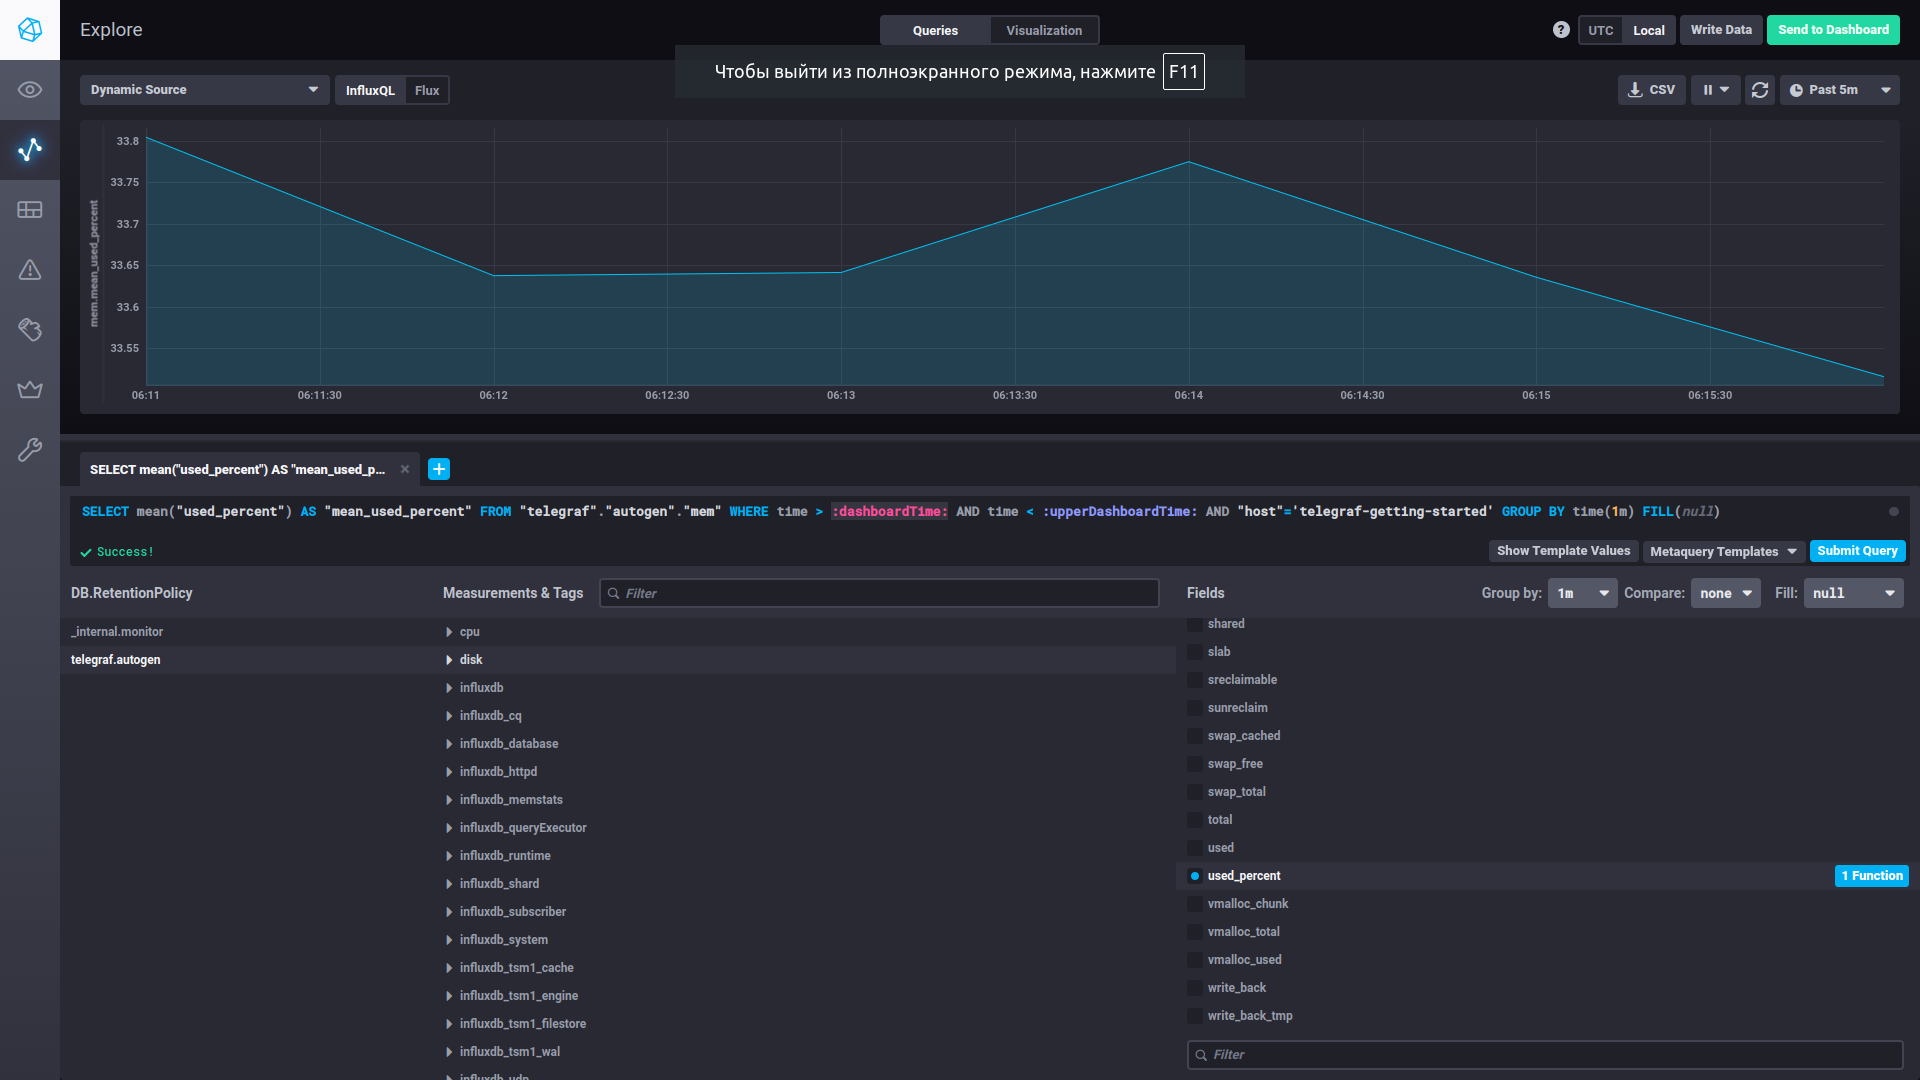 Explore
Queries
Visualization
?
UTC
Local
Write Data
Send to Dashboard
Чтобы выйти из полноэкранного режима, нажмите F11
Dynamic Source
InfluxQL
Flux
CSV
Past 5m
mem.mean_used_percent
33.8
33.75
33.7
33.65
33.6
33.55
06:11
06:11:30
06:12
06:12:30
06:13
06:13:30
06:14
06:14:30
06:15
06:15:30
SELECT mean("used_percent") AS "mean_used_p...
SELECT mean("used_percent") AS "mean_used_percent" FROM "telegraf"."autogen"."mem" WHERE time > :dashboardTime: AND time < :upperDashboardTime: AND "host"='telegraf-getting-started' GROUP BY time(1m) FILL(null)
Success!
Show Template Values
Metaquery Templates
Submit Query
DB.RetentionPolicy
_internal.monitor
telegraf.autogen
Measurements & Tags
Filter
cpu
disk
influxdb
influxdb_cq
influxdb_database
influxdb_httpd
influxdb_memstats
influxdb_queryExecutor
influxdb_runtime
influxdb_shard
influxdb_subscriber
influxdb_system
influxdb_tsm1_cache
influxdb_tsm1_engine
influxdb_tsm1_filestore
influxdb_tsm1_wal
influxdb_udp
Fields
Group by: 1m
Compare: none
Fill: null
shared
slab
sreclaimable
sunreclaim
swap_cached
swap_free
swap_total
total
used
used_percent
1 Function
vmalloc_chunk
vmalloc_total
vmalloc_used
write_back
write_back_tmp
Filter